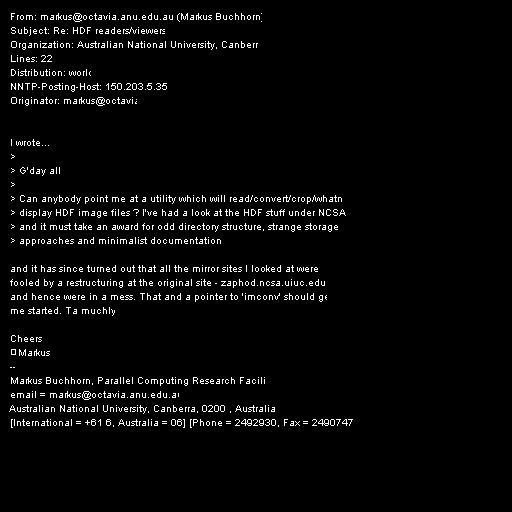 From: markus@octavia.anu.edu.au (Markus Buchhorn)
Subject: Re: HDF readers/viewers
Organization: Australian National University, Canberr
Lines: 22
Distribution: world
NNTP-Posting-Host: 150.203.5.35
Originator: markus@octavia
I wrote...
>
> G'day all
>
> Can anybody point me at a utility which will read/convert/crop/whatn
> display HDF image files ? I've had a look at the HDF stuff under NCSA
> and it must take an award for odd directory structure, strange storage
> approaches and minimalist documentation
and it has since turned out that all the mirror sites I looked at were
fooled by a restructuring at the original site - zaphod.ncsa.uiuc.edu
and hence were in a mess. That and a pointer to 'imconv' should ge
me started. Ta muchly
Cheers
Markus
--
Markus Buchhorn, Parallel Computing Research Facili
email = markus@octavia.anu.edu.au
Australian National University, Canberra, 0200 , Australia
[International = +61 6, Australia = 06] [Phone = 2492930, Fax = 2490747